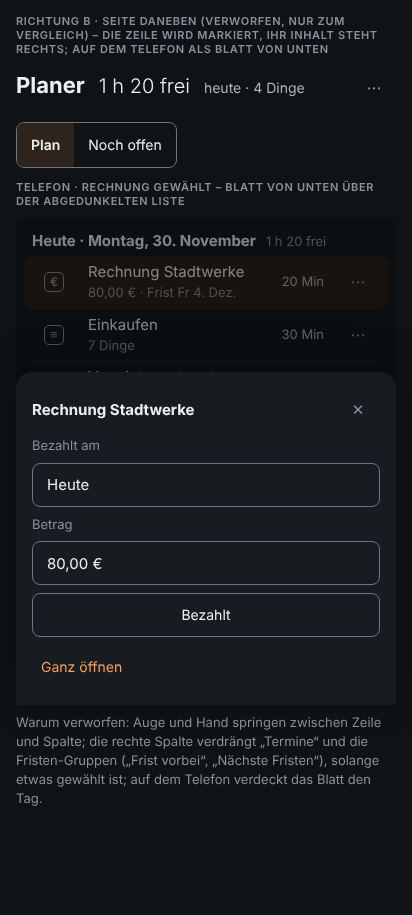 RICHTUNG B · SEITE DANEBEN (VERWORFEN, NUR ZUM
VERGLEICH) – DIE ZEILE WIRD MARKIERT, IHR INHALT STEHT
RECHTS; AUF DEM TELEFON ALS BLATT VON UNTEN
Planer 1 h 20 frei heute · 4 Dinge ···
Plan Noch offen
TELEFON · RECHNUNG GEWÄHLT – BLATT VON UNTEN ÜBER
DER ABGEDUNKELTEN LISTE
Heute · Montag, 30. November 1 h 20 frei
€ Rechnung Stadtwerke 20 Min ···
80,00 € · Frist Fr 4. Dez.
Einkaufen 30 Min ···
7 Dinge
Rechnung Stadtwerke ×
Bezahlt am
Heute
Betrag
80,00 €
Bezahlt
Ganz öffnen
Warum verworfen: Auge und Hand springen zwischen Zeile
und Spalte; die rechte Spalte verdrängt „Termine“ und die
Fristen-Gruppen („Frist vorbei“, „Nächste Fristen“), solange
etwas gewählt ist; auf dem Telefon verdeckt das Blatt den
Tag.